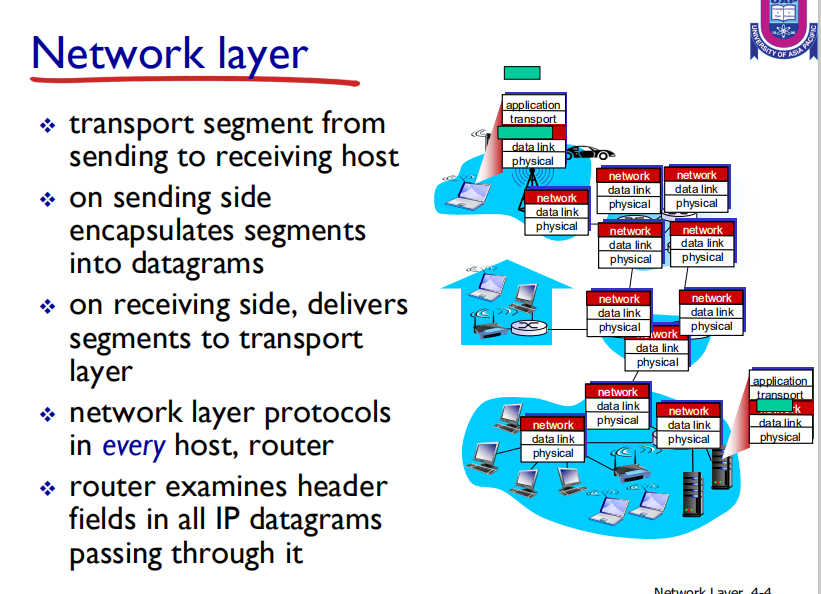 Network layer
transport segment from
sending to receiving host
on sending side
encapsulates segments
into datagrams
on receiving side, delivers
segments to transport
layer
network layer protocols
in every host, router
router examines header
fields in all IP datagrams
passing through it
UNIVERSITY OF ASIA PACIFIC
application
transport
data link
physical
network
data link
physical
network
data link
physical
network
data link
physical
network
data link
physical
network
data link
physical
network
data link
physical
network
data link
physical
data link
physical
network
data link
physical
network
data link
physical
network
data link
physical
application
transport
data link
physical
Network Layer 4-4